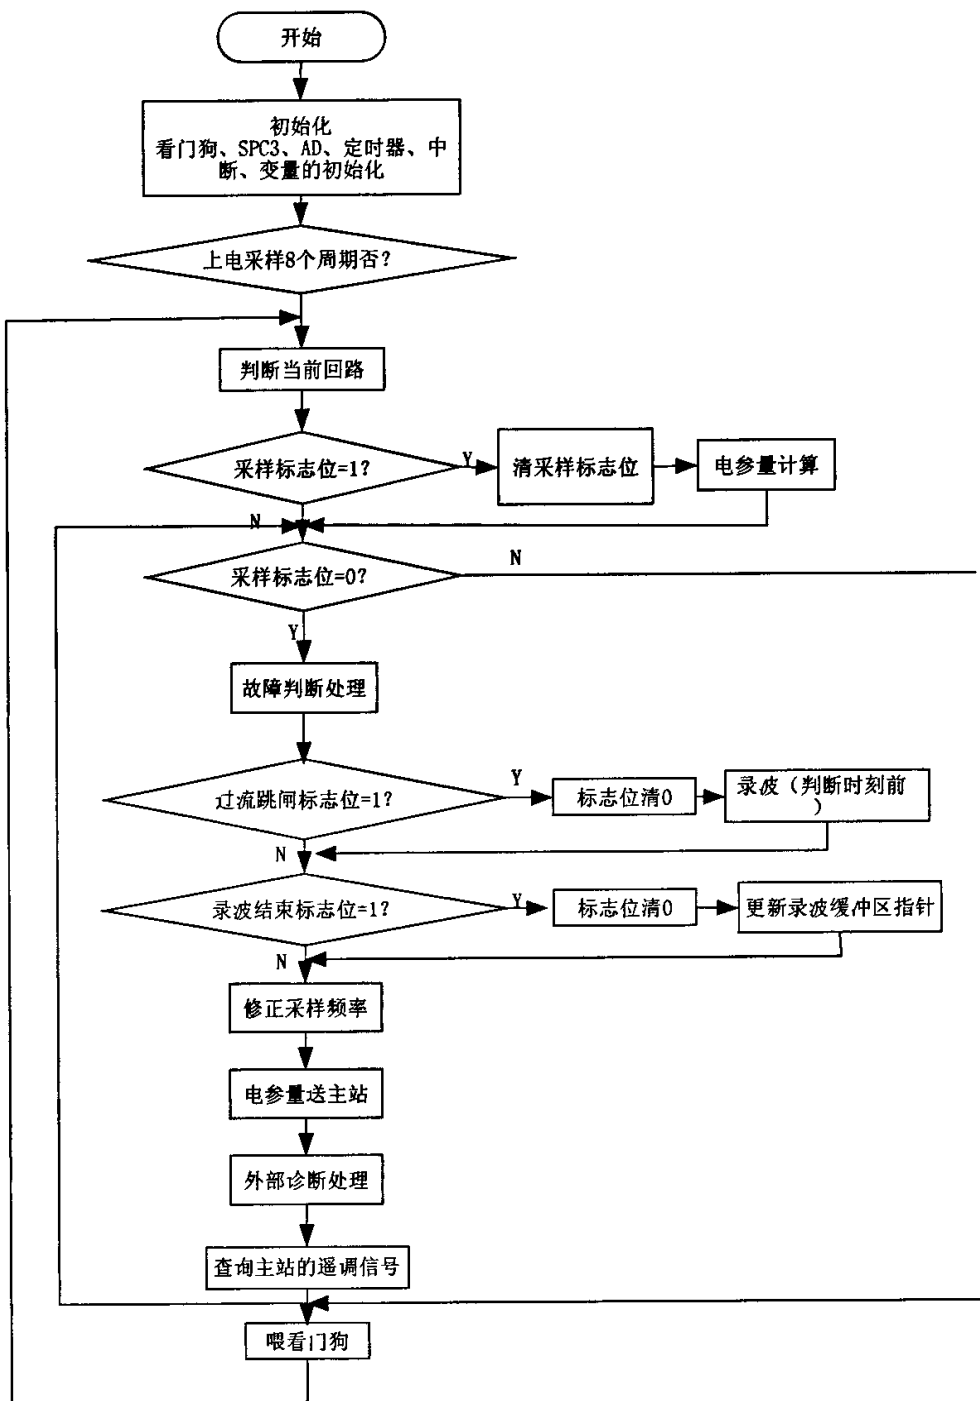 开始
初始化
看门狗、SPC3、AD、定时器、中
断、变量的初始化
上电采样8个周期否?
判断当前回路
采样标志位=1?
Y
清采样标志位
电参量计算
N
采样标志位=0?
N
Y
故障判断处理
过流跳闸标志位=1?
Y
标志位清0
录波（判断时刻前
）
N
录波结束标志位=1?
Y
标志位清0
更新录波缓冲区指针
N
修正采样频率
电参量送主站
外部诊断处理
查询主站的遥调信号
喂看门狗